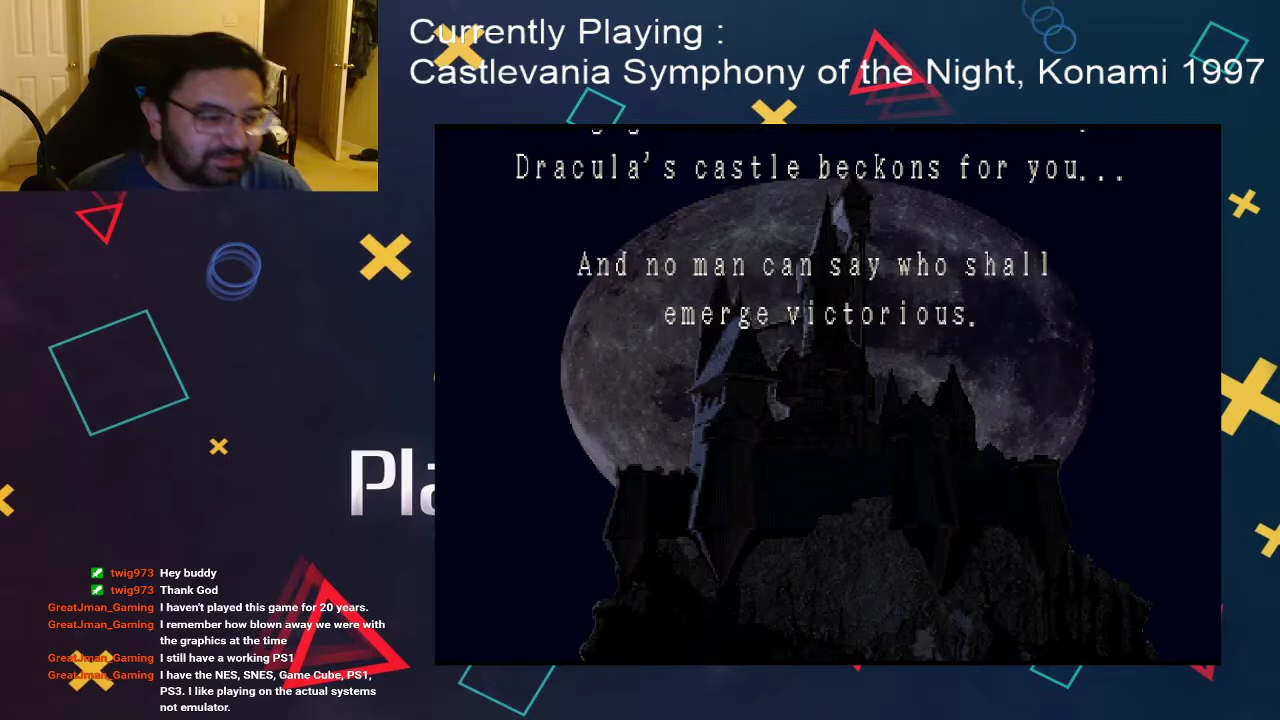 Currently Playing :
Castlevania Symphony of the Night, Konami 1997
Dracula's castle beckons for you...
And no man can say who shall
emerge victorious.
Pla
twig973 Hey buddy
twig973 Thank God
GreatJman_Gaming I haven't played this game for 20 years.
GreatJman_Gaming I remember how blown away we were with
the graphics at the time
GreatJman_Gaming I still have a working PS1
GreatJman_Gaming I have the NES, SNES, Game Cube, PS1,
PS3. I like playing on the actual systems
not emulator.